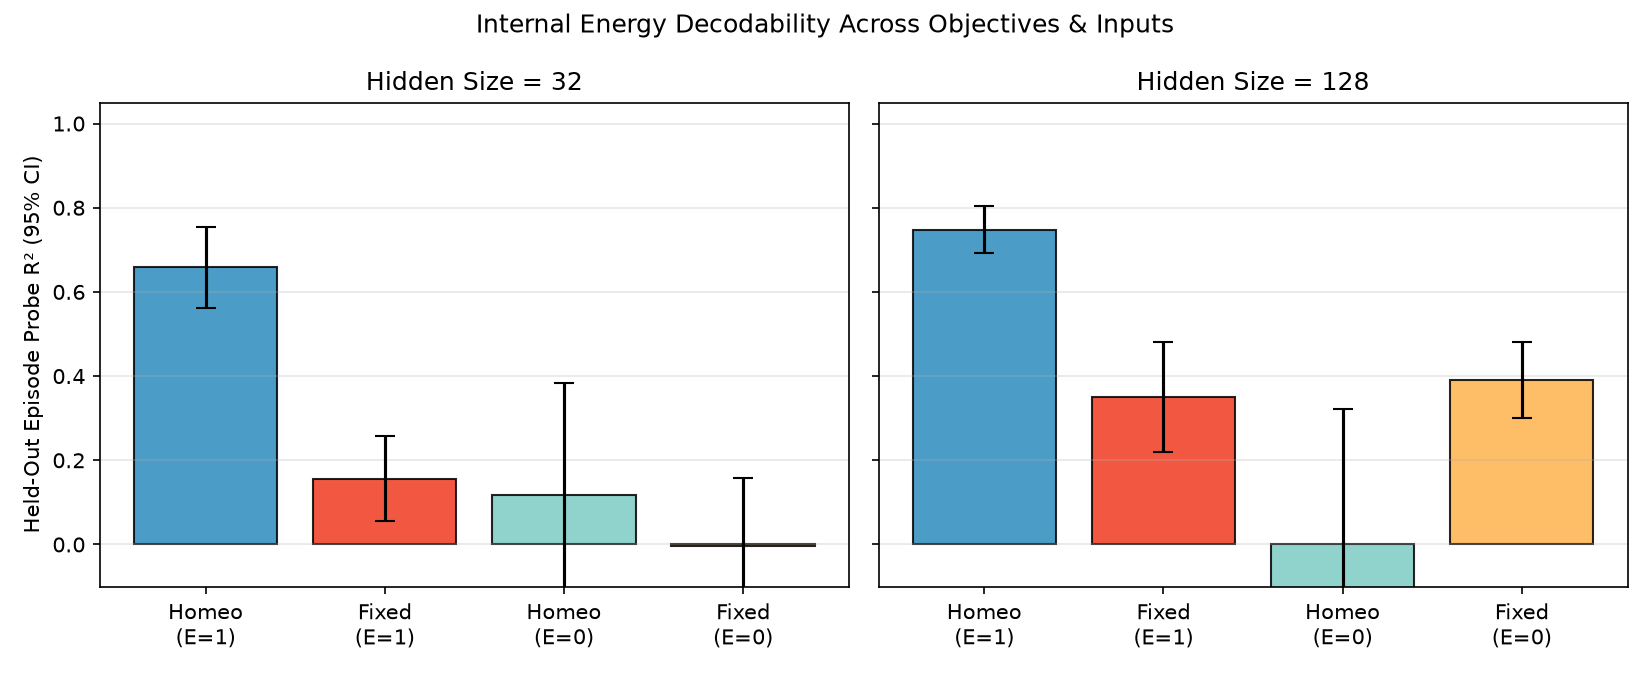 Internal Energy Decodability Across Objectives & Inputs
Hidden Size = 32
Held-Out Episode Probe R² (95% CI)
1.0
0.8
0.6
0.4
0.2
0.0
Homeo
(E=1)
Fixed
(E=1)
Homeo
(E=0)
Fixed
(E=0)
Hidden Size = 128
Homeo
(E=1)
Fixed
(E=1)
Homeo
(E=0)
Fixed
(E=0)